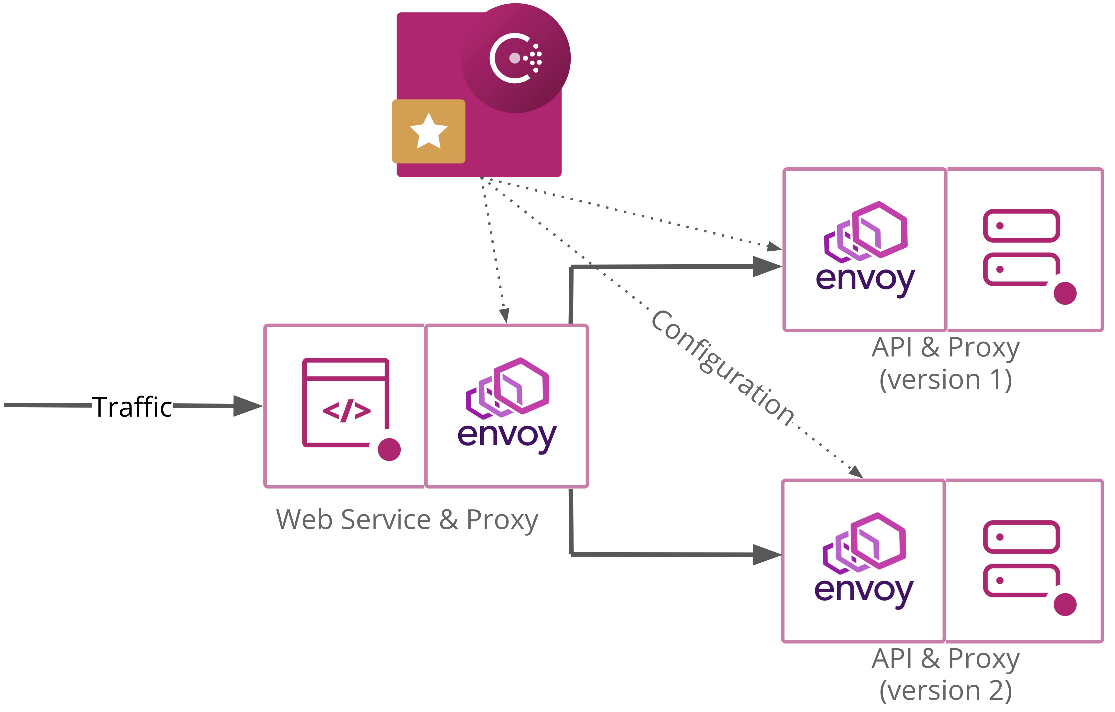 envoy
API & Proxy
(version 1)
Configuration
Traffic
</>
envoy
Web Service & Proxy
envoy
API & Proxy
(version 2)